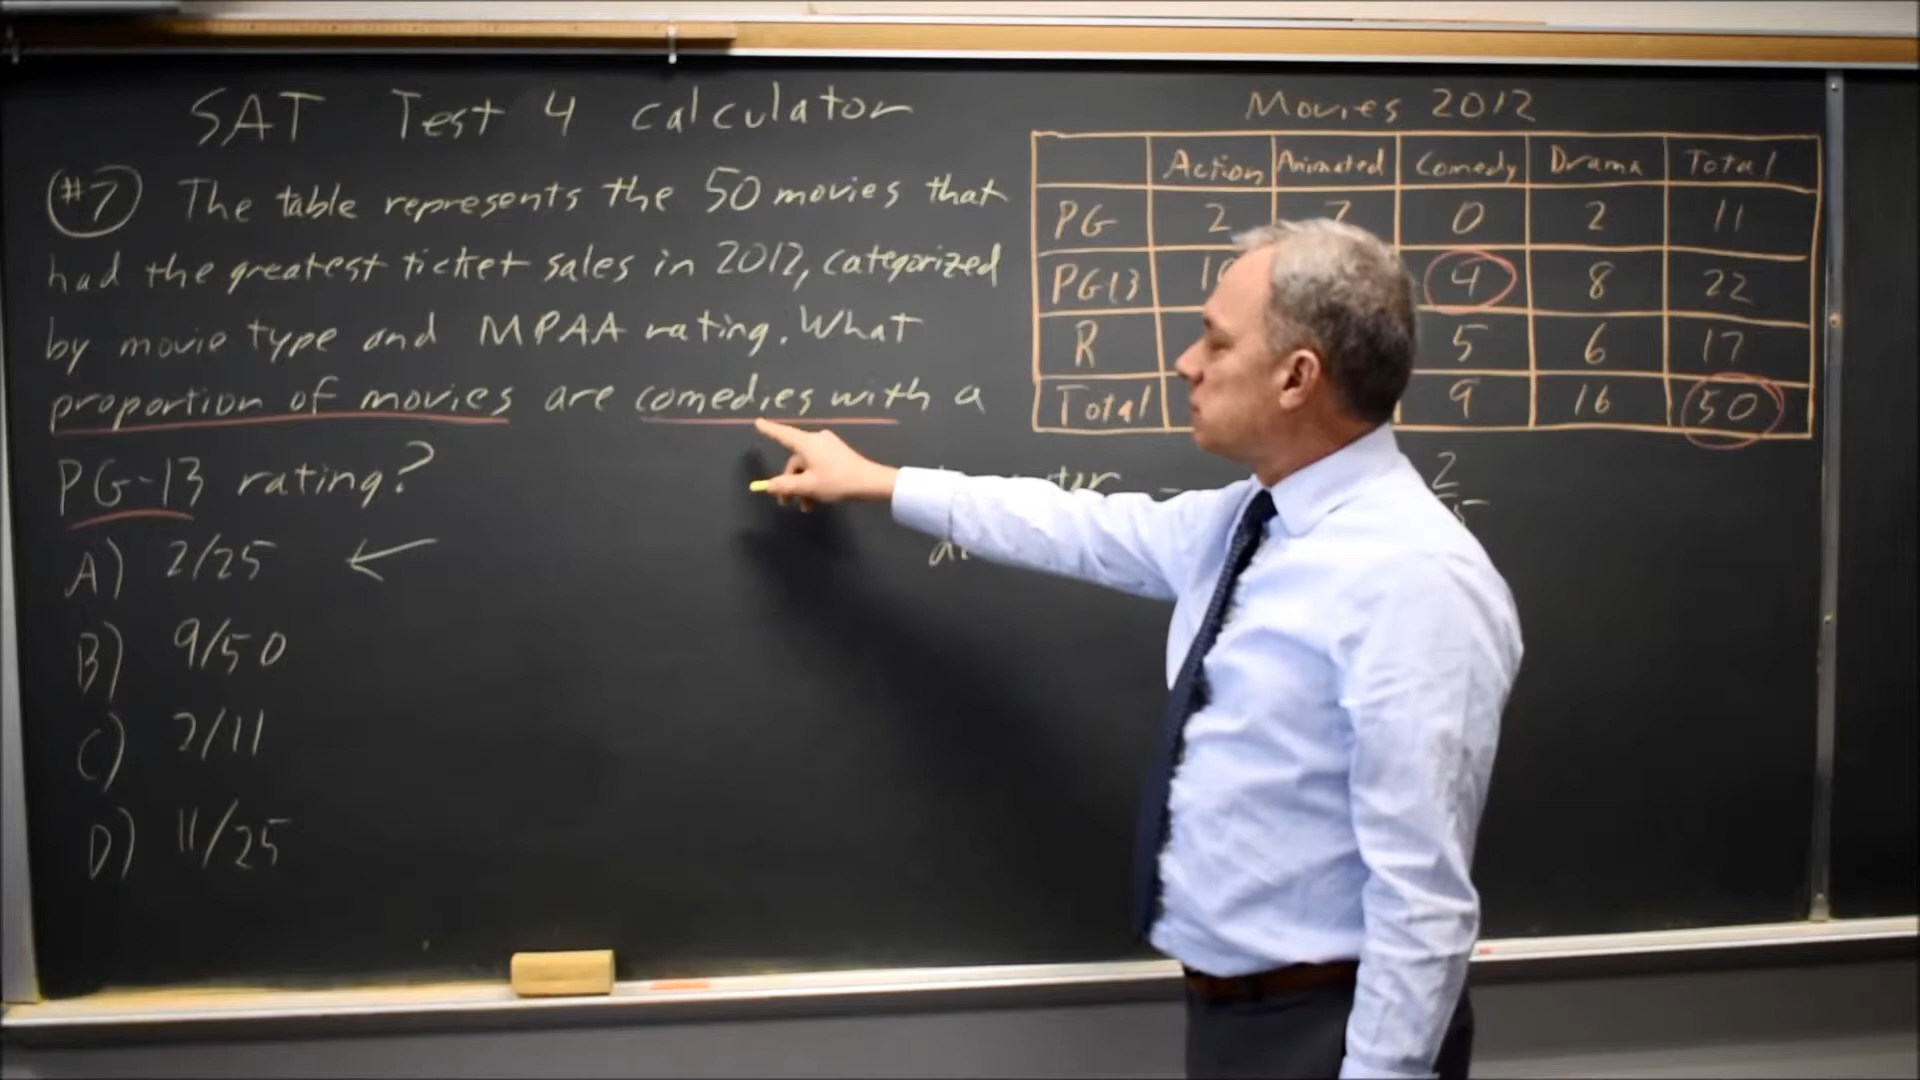 SAT Test 4 calculator
#7 The table represents the 50 movies that
had the greatest ticket sales in 2012, categorized
by movie type and MPAA rating. What
proportion of movies are comedies with a
PG-13 rating?
A) 2/25 ←
B) 9/50
C) 2/11
D) 11/25
Movies 2012
Action Animated Comedy Drama Total
PG 2 7 0 2 11
PG13 4 8 22
R 5 6 17
Total 9 16 50
2